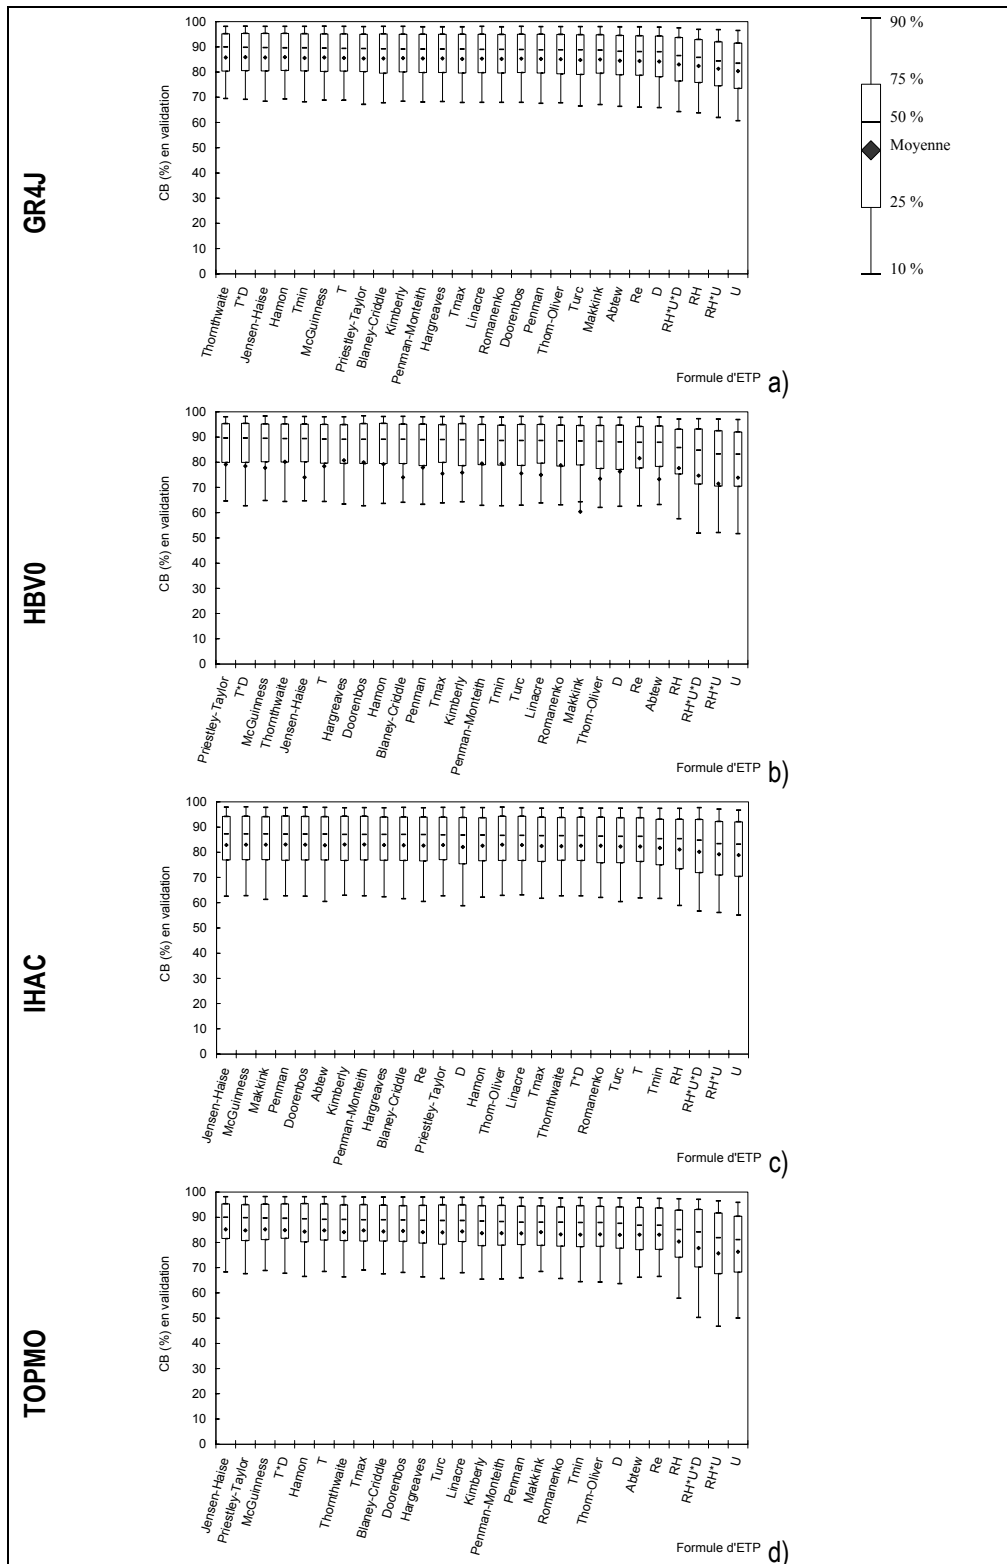 GR4J
CB (%) en validation
100
90
80
70
60
50
40
30
20
10
0
Thornthwaite
T*D
Jensen-Haise
Hamon
Tmin
McGuinness
T
Priestley-Taylor
Blaney-Criddle
Kimberly
Penman-Monteith
Hargreaves
Tmax
Linacre
Romanenko
Doorenbos
Penman
Thom-Oliver
Turc
Makkink
Abtew
Re
D
RH*U*D
RH
RH*U
U
Formule d'ETP a)
90 %
75 %
50 %
Moyenne
25 %
10 %
HBV0
CB (%) en validation
100
90
80
70
60
50
40
30
20
10
0
Priestley-Taylor
T*D
McGuinness
Thornthwaite
Jensen-Haise
T
Hargreaves
Doorenbos
Hamon
Blaney-Criddle
Penman
Tmax
Kimberly
Penman-Monteith
Tmin
Turc
Linacre
Romanenko
Makkink
Thom-Oliver
D
Re
Abtew
RH
RH*U*D
RH*U
U
Formule d'ETP b)
IHAC
CB (%) en validation
100
90
80
70
60
50
40
30
20
10
0
Jensen-Haise
McGuinness
Makkink
Penman
Doorenbos
Abtew
Kimberly
Penman-Monteith
Hargreaves
Blaney-Criddle
Re
Priestley-Taylor
D
Hamon
Thom-Oliver
Linacre
Tmax
Thornthwaite
T*D
Romanenko
Turc
T
Tmin
RH
RH*U*D
RH*U
U
Formule d'ETP c)
TOPMO
CB (%) en validation
100
90
80
70
60
50
40
30
20
10
0
Jensen-Haise
Priestley-Taylor
McGuinness
T*D
Hamon
T
Thornthwaite
Tmax
Blaney-Criddle
Doorenbos
Hargreaves
Turc
Linacre
Kimberly
Penman-Monteith
Penman
Makkink
Romanenko
Tmin
Thom-Oliver
D
Abtew
Re
RH
RH*U*D
RH*U
U
Formule d'ETP d)